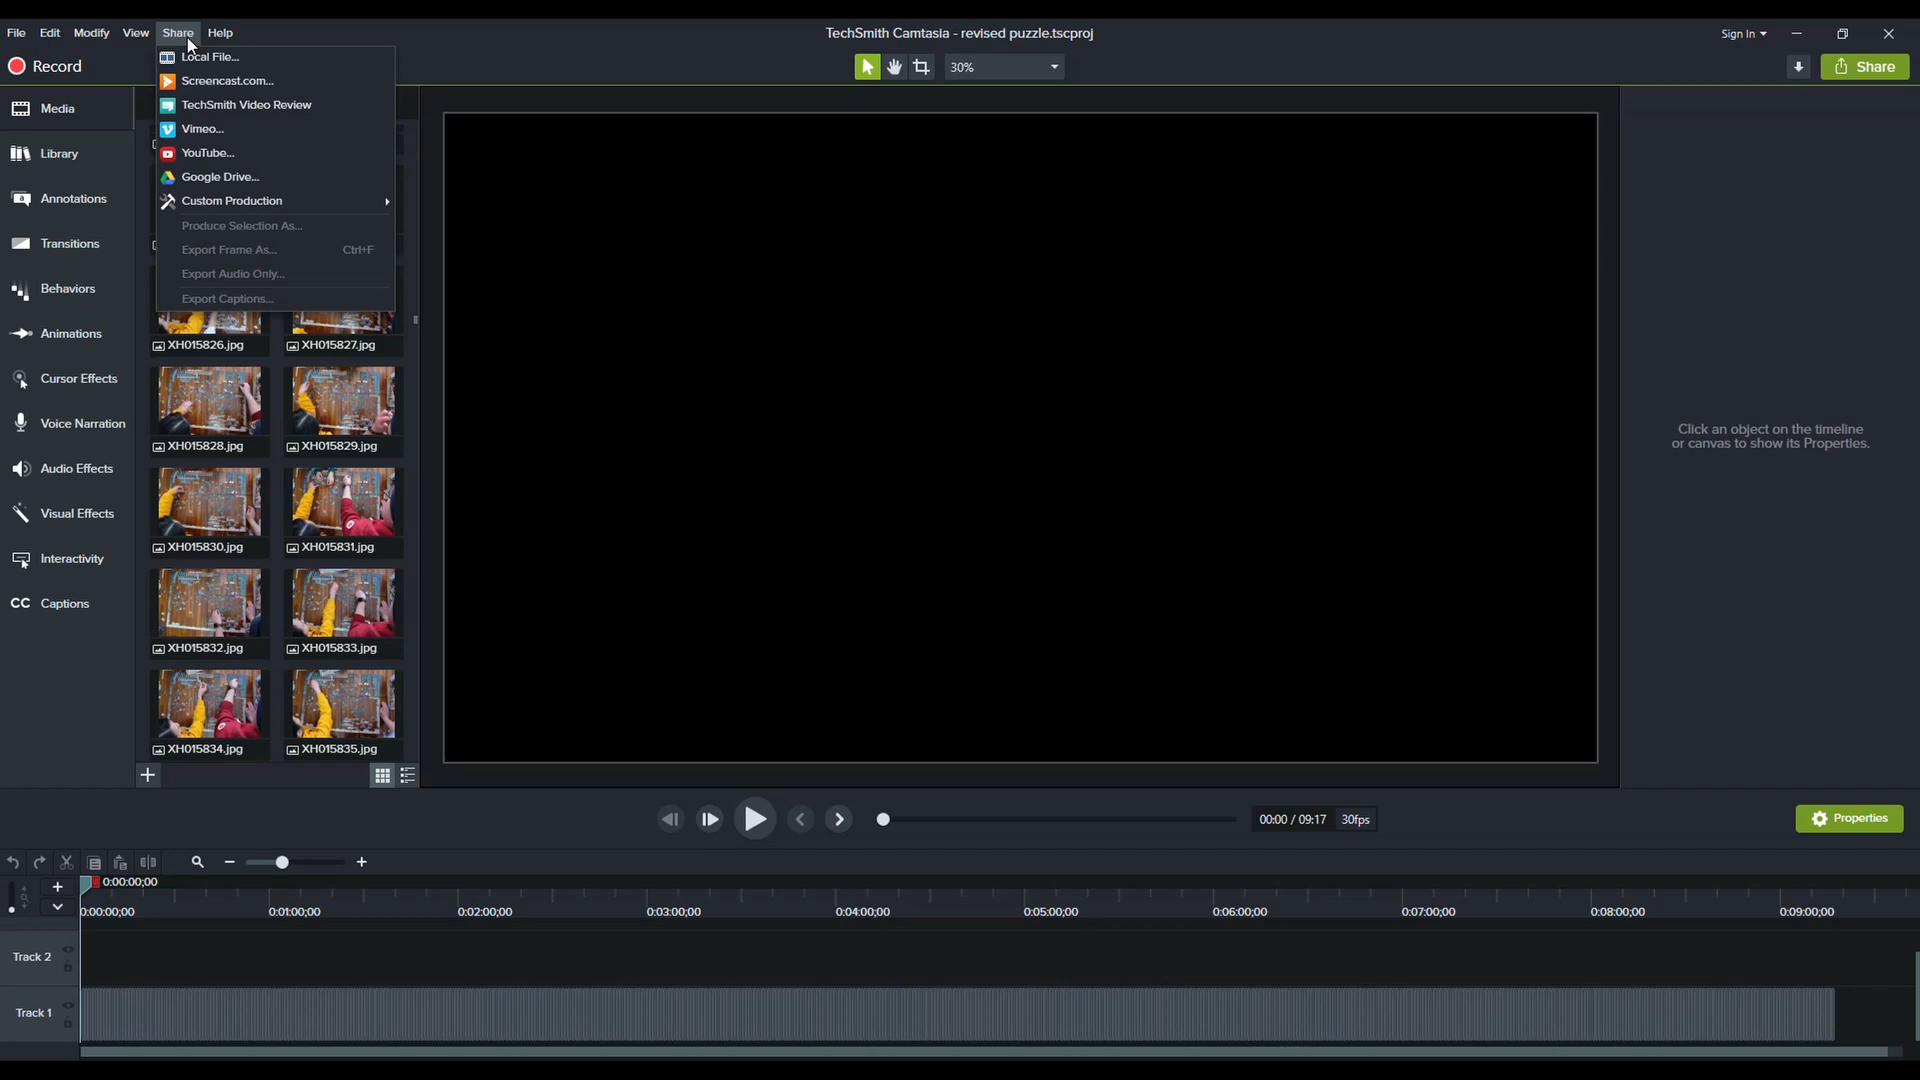 File Edit Modify View Share Help
TechSmith Camtasia - revised puzzle.tscproj
Sign In
Record
30%
Share
Local File...
Screencast.com...
TechSmith Video Review
Vimeo...
YouTube...
Google Drive...
Custom Production
Produce Selection As...
Export Frame As... Ctrl+F
Export Audio Only...
Export Captions...
Media
Library
Annotations
Transitions
Behaviors
Animations
Cursor Effects
Voice Narration
Audio Effects
Visual Effects
Interactivity
CC Captions
XH015826.jpg XH015827.jpg
XH015828.jpg XH015829.jpg
XH015830.jpg XH015831.jpg
XH015832.jpg XH015833.jpg
XH015834.jpg XH015835.jpg
Click an object on the timeline
or canvas to show its Properties.
00:00 / 09:17 30fps
Properties
0:00:00;00
0:00:00;00 0:01:00;00 0:02:00;00 0:03:00;00 0:04:00;00 0:05:00;00 0:06:00;00 0:07:00;00 0:08:00;00 0:09:00;00
Track 2
Track 1